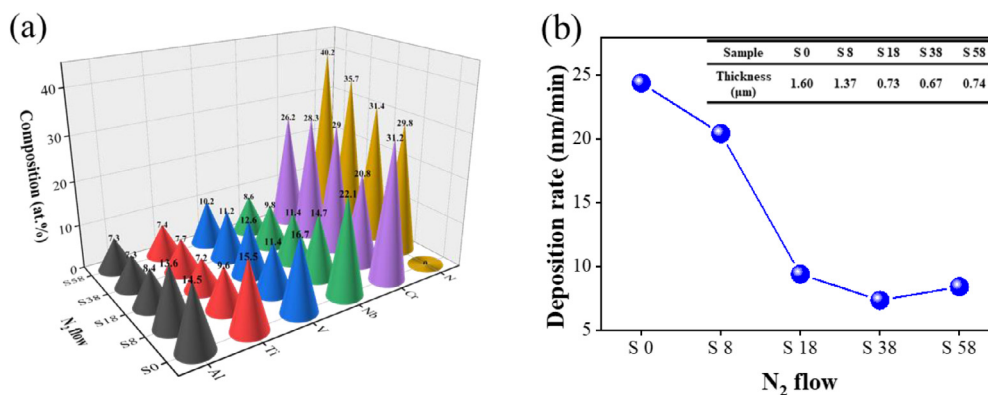 (a)
Composition (at.%)
40
30
20
10
0
40.2
35.7
31.4
29.8
0
26.2
28.3
29
20.8
31.2
8.6
9.8
11.4
14.7
22.1
10.2
11.2
12.6
11.4
16.7
7.4
7.7
7.2
9.6
15.5
7.3
7.3
8.4
13.6
14.5
S58
S38
S18
S8
S0
N2 flow
Al
Ti
V
Nb
Cr
N
(b)
Deposition rate (nm/min)
25
20
15
10
5
Sample S 0 S 8 S 18 S 38 S 58
Thickness
(μm) 1.60 1.37 0.73 0.67 0.74
S 0 S 8 S 18 S 38 S 58
N₂ flow